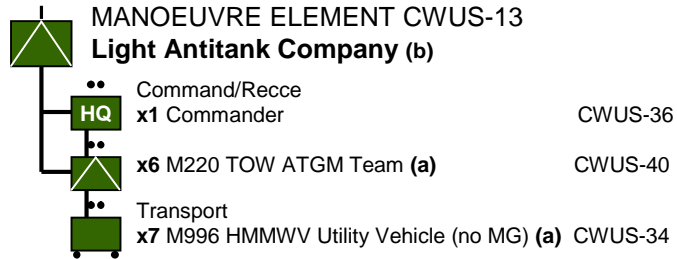 MANOEUVRE ELEMENT CWUS-13
Light Antitank Company (b)
Command/Recce
HQ x1 Commander CWUS-36
x6 M220 TOW ATGM Team (a) CWUS-40
Transport
x7 M996 HMMWV Utility Vehicle (no MG) (a) CWUS-34